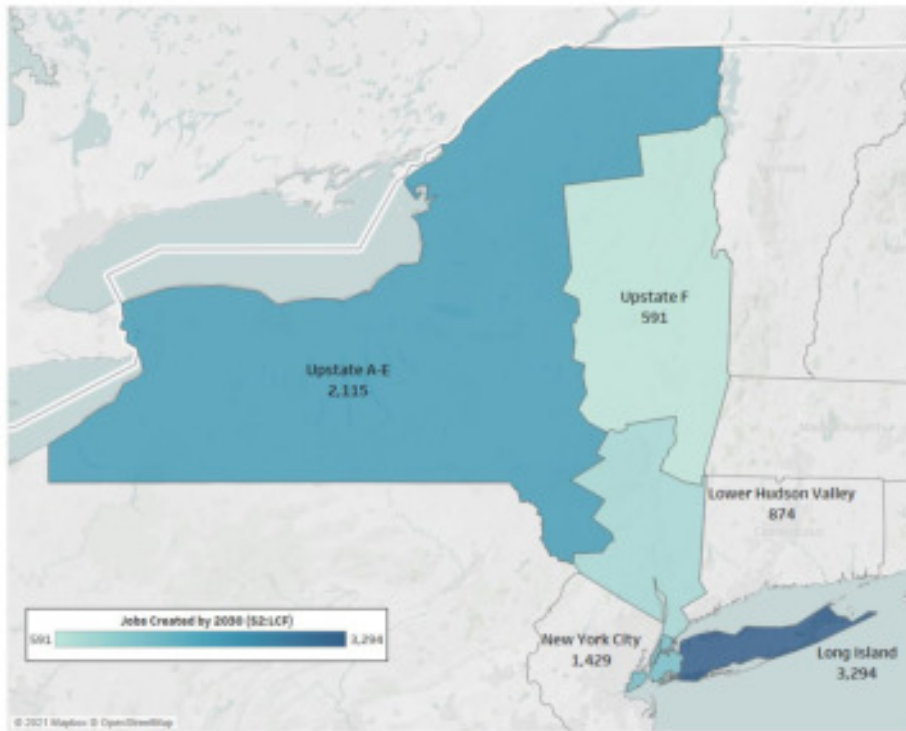 Upstate F
591
Upstate A-E
2,115
Lower Hudson Valley
874
Jobs Created by 2030 (S2:LCF)
591
3,294
New York City
1,429
Long Island
3,294
© 2021 Mapbox © OpenStreetMap